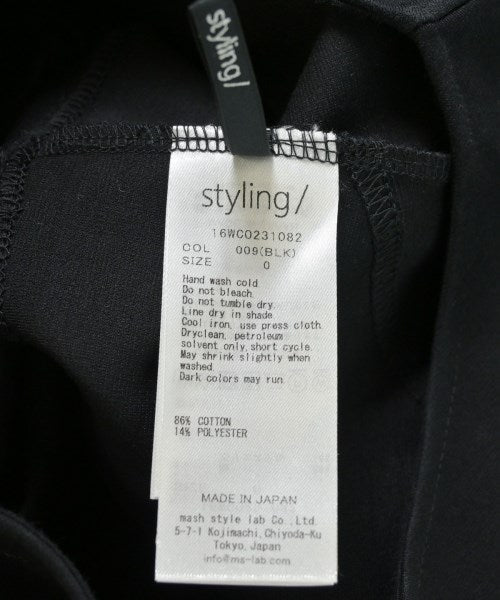 styling/
styling/
16WCO231082
COL 009(BLK)
SIZE 0
Hand wash cold
Do not bleach.
Do not tumble dry.
Line dry in shade.
Cool iron, use press cloth.
Dryclean, petroleum
solvent only,short cycle.
May shrink slightly when
washed.
Dark colors may run.
86% COTTON
14% POLYESTER
MADE IN JAPAN
mash style lab Co.,Ltd.
5-7-1 Kojimachi,Chiyoda-Ku
Tokyo,Japan
info@ms-lab.com